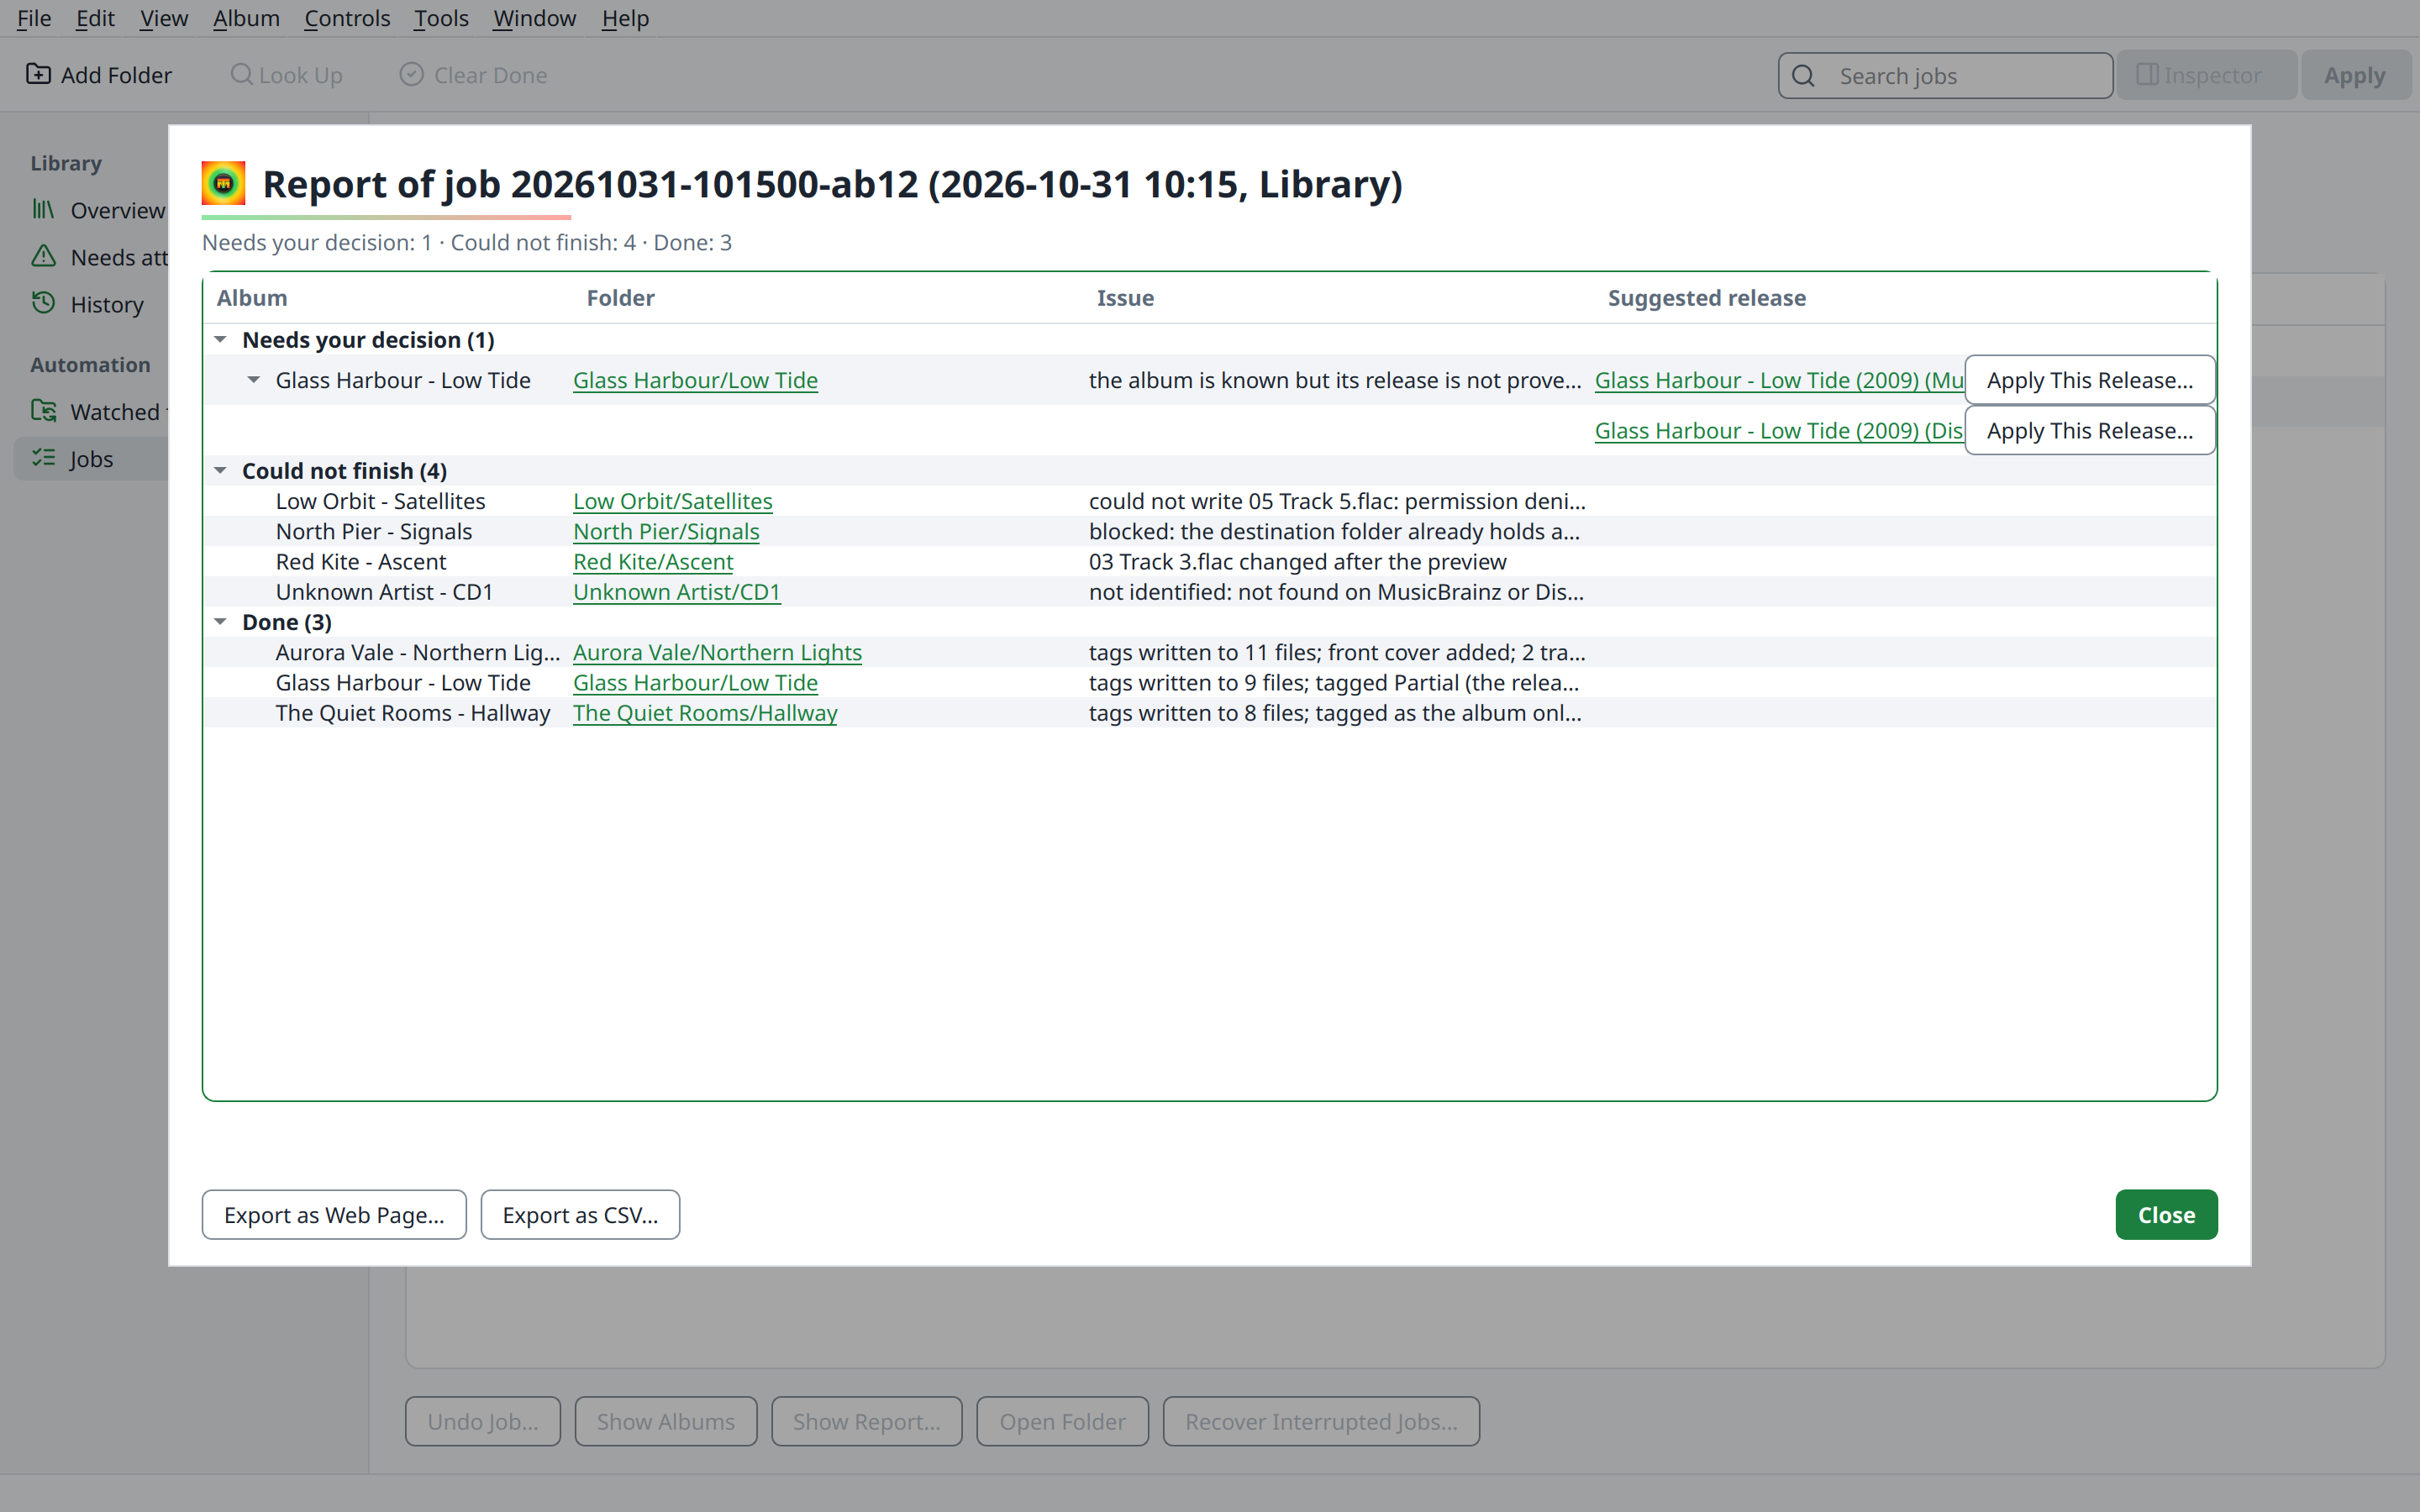 File Edit View Album Controls Tools Window Help
Add Folder Look Up Clear Done Search jobs Inspector Apply
Library
Overview
Needs att
History
Automation
Watched
Jobs
Report of job 20261031-101500-ab12 (2026-10-31 10:15, Library)
Needs your decision: 1 · Could not finish: 4 · Done: 3
Album Folder Issue Suggested release
Needs your decision (1)
Glass Harbour - Low Tide Glass Harbour/Low Tide the album is known but its release is not prove... Glass Harbour - Low Tide (2009) (Mu Apply This Release...
Glass Harbour - Low Tide (2009) (Dis Apply This Release...
Could not finish (4)
Low Orbit - Satellites Low Orbit/Satellites could not write 05 Track 5.flac: permission deni...
North Pier - Signals North Pier/Signals blocked: the destination folder already holds a...
Red Kite - Ascent Red Kite/Ascent 03 Track 3.flac changed after the preview
Unknown Artist - CD1 Unknown Artist/CD1 not identified: not found on MusicBrainz or Dis...
Done (3)
Aurora Vale - Northern Lig... Aurora Vale/Northern Lights tags written to 11 files; front cover added; 2 tra...
Glass Harbour - Low Tide Glass Harbour/Low Tide tags written to 9 files; tagged Partial (the relea...
The Quiet Rooms - Hallway The Quiet Rooms/Hallway tags written to 8 files; tagged as the album onl...
Export as Web Page... Export as CSV... Close
Undo Job... Show Albums Show Report... Open Folder Recover Interrupted Jobs...